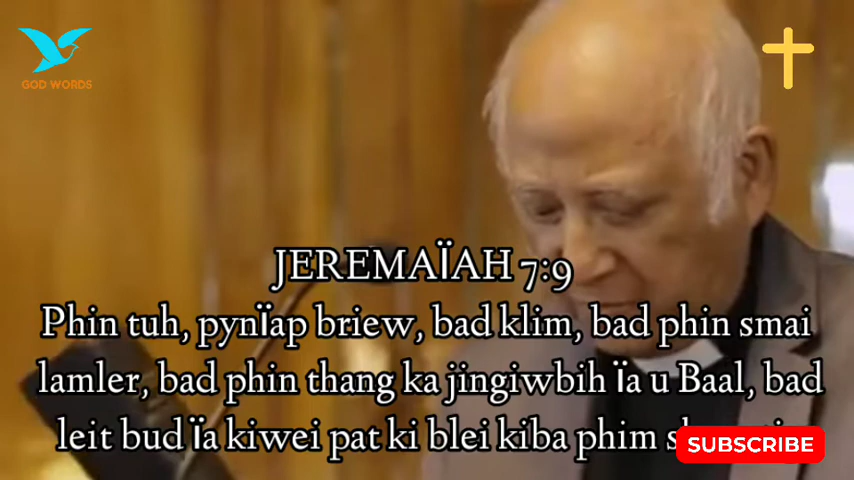 GOD WORDS
JEREMAÏAH 7:9
Phin tuh, pynïap briew, bad klim, bad phin smai
lamler, bad phin thang ka jingiwbih ïa u Baal, bad
leit bud ïa kiwei pat ki blei kiba phim
SUBSCRIBE